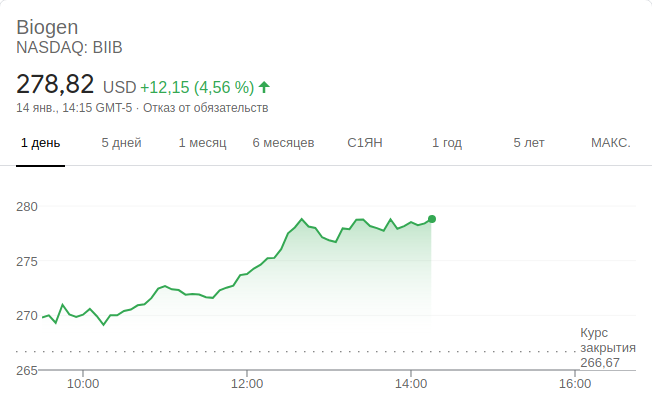 Biogen
NASDAQ: BIIB
278,82 USD +12,15 (4,56 %)
14 янв., 14:15 GMT-5 · Отказ от обязательств
1 день 5 дней 1 месяц 6 месяцев С1ЯН 1 год 5 лет МАКС.
280
275
270
Курс
закрытия
266,67
265
10:00 12:00 14:00 16:00